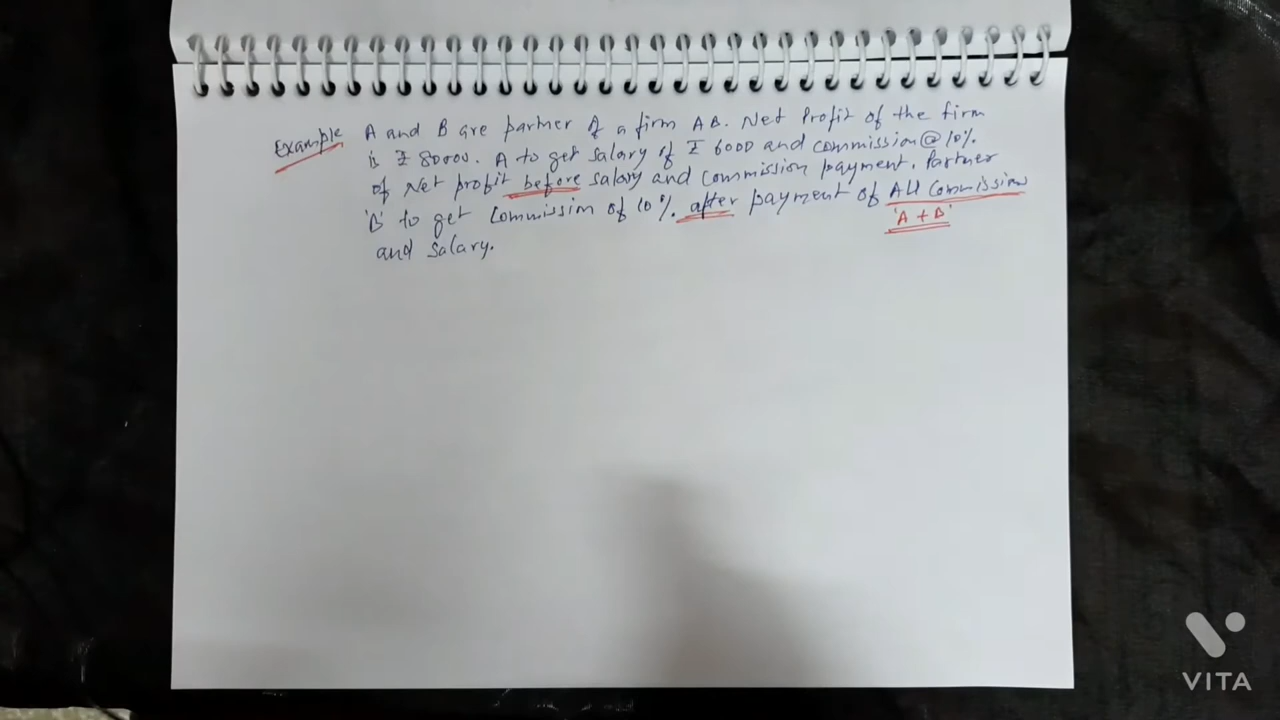 Example A and B are partner of a firm AB. Net Profit of the firm
is ₹ 80000. A to get salary of ₹ 6000 and commission @ 10%.
of Net profit before salary and commission payment. Partner
'B' to get commission of 10%. after payment of All commission
'A + B'
and salary.
VITA